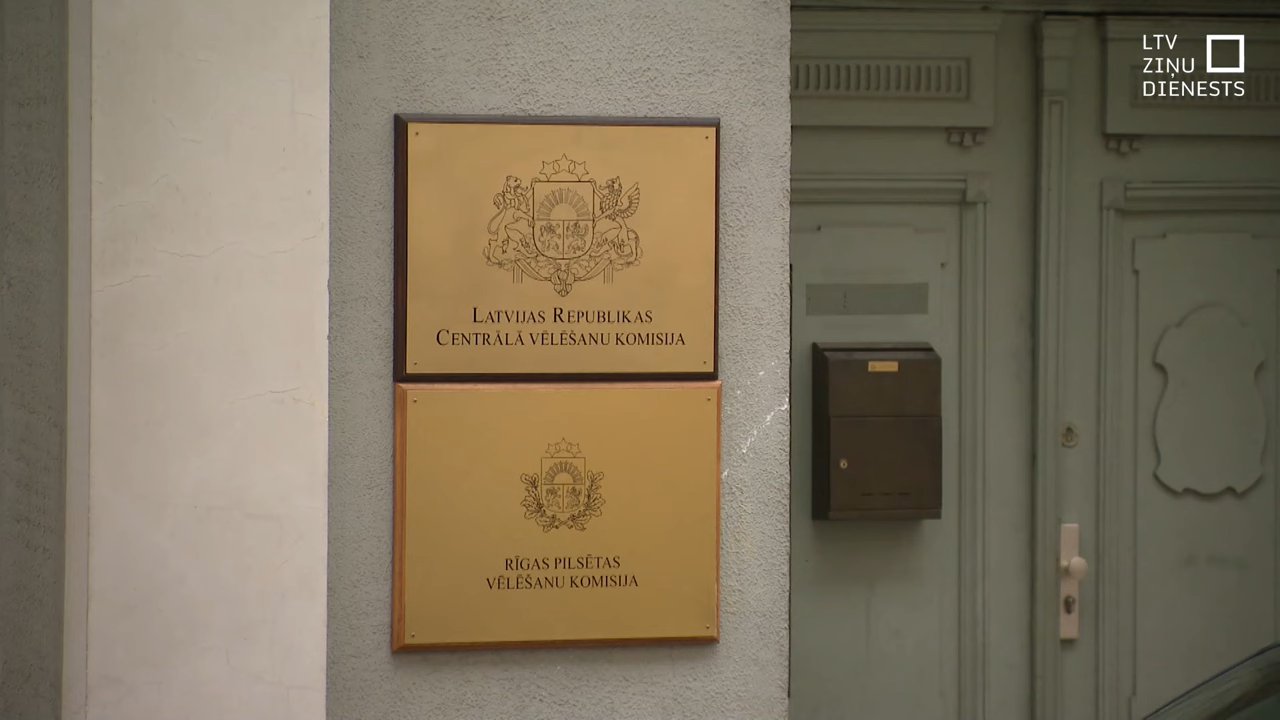 LTV
ZIŅU
DIENESTS
LATVIJAS REPUBLIKAS
CENTRĀLĀ VĒLĒŠANU KOMISIJA
RĪGAS PILSĒTAS
VĒLĒŠANU KOMISIJA